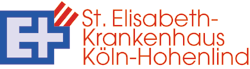 St. Elisabeth-
Krankenhaus
Köln-Hohenlind